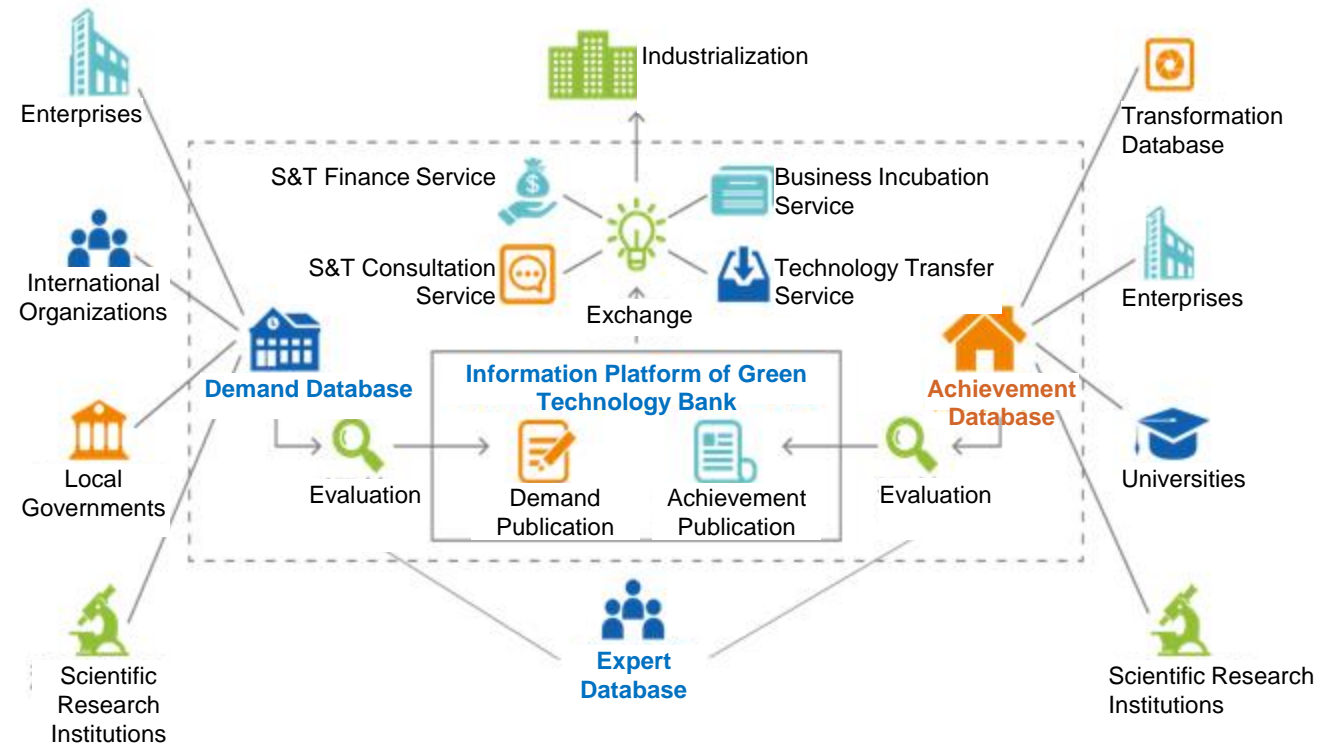 Industrialization
Enterprises
Transformation
Database
S&T Finance Service
Business Incubation
Service
International
Organizations
S&T Consultation
Service
Technology Transfer
Service
Enterprises
Exchange
Demand Database
Information Platform of Green
Technology Bank
Achievement
Database
Local
Governments
Evaluation
Demand
Publication
Achievement
Publication
Evaluation
Universities
Expert
Database
Scientific
Research
Institutions
Scientific Research
Institutions